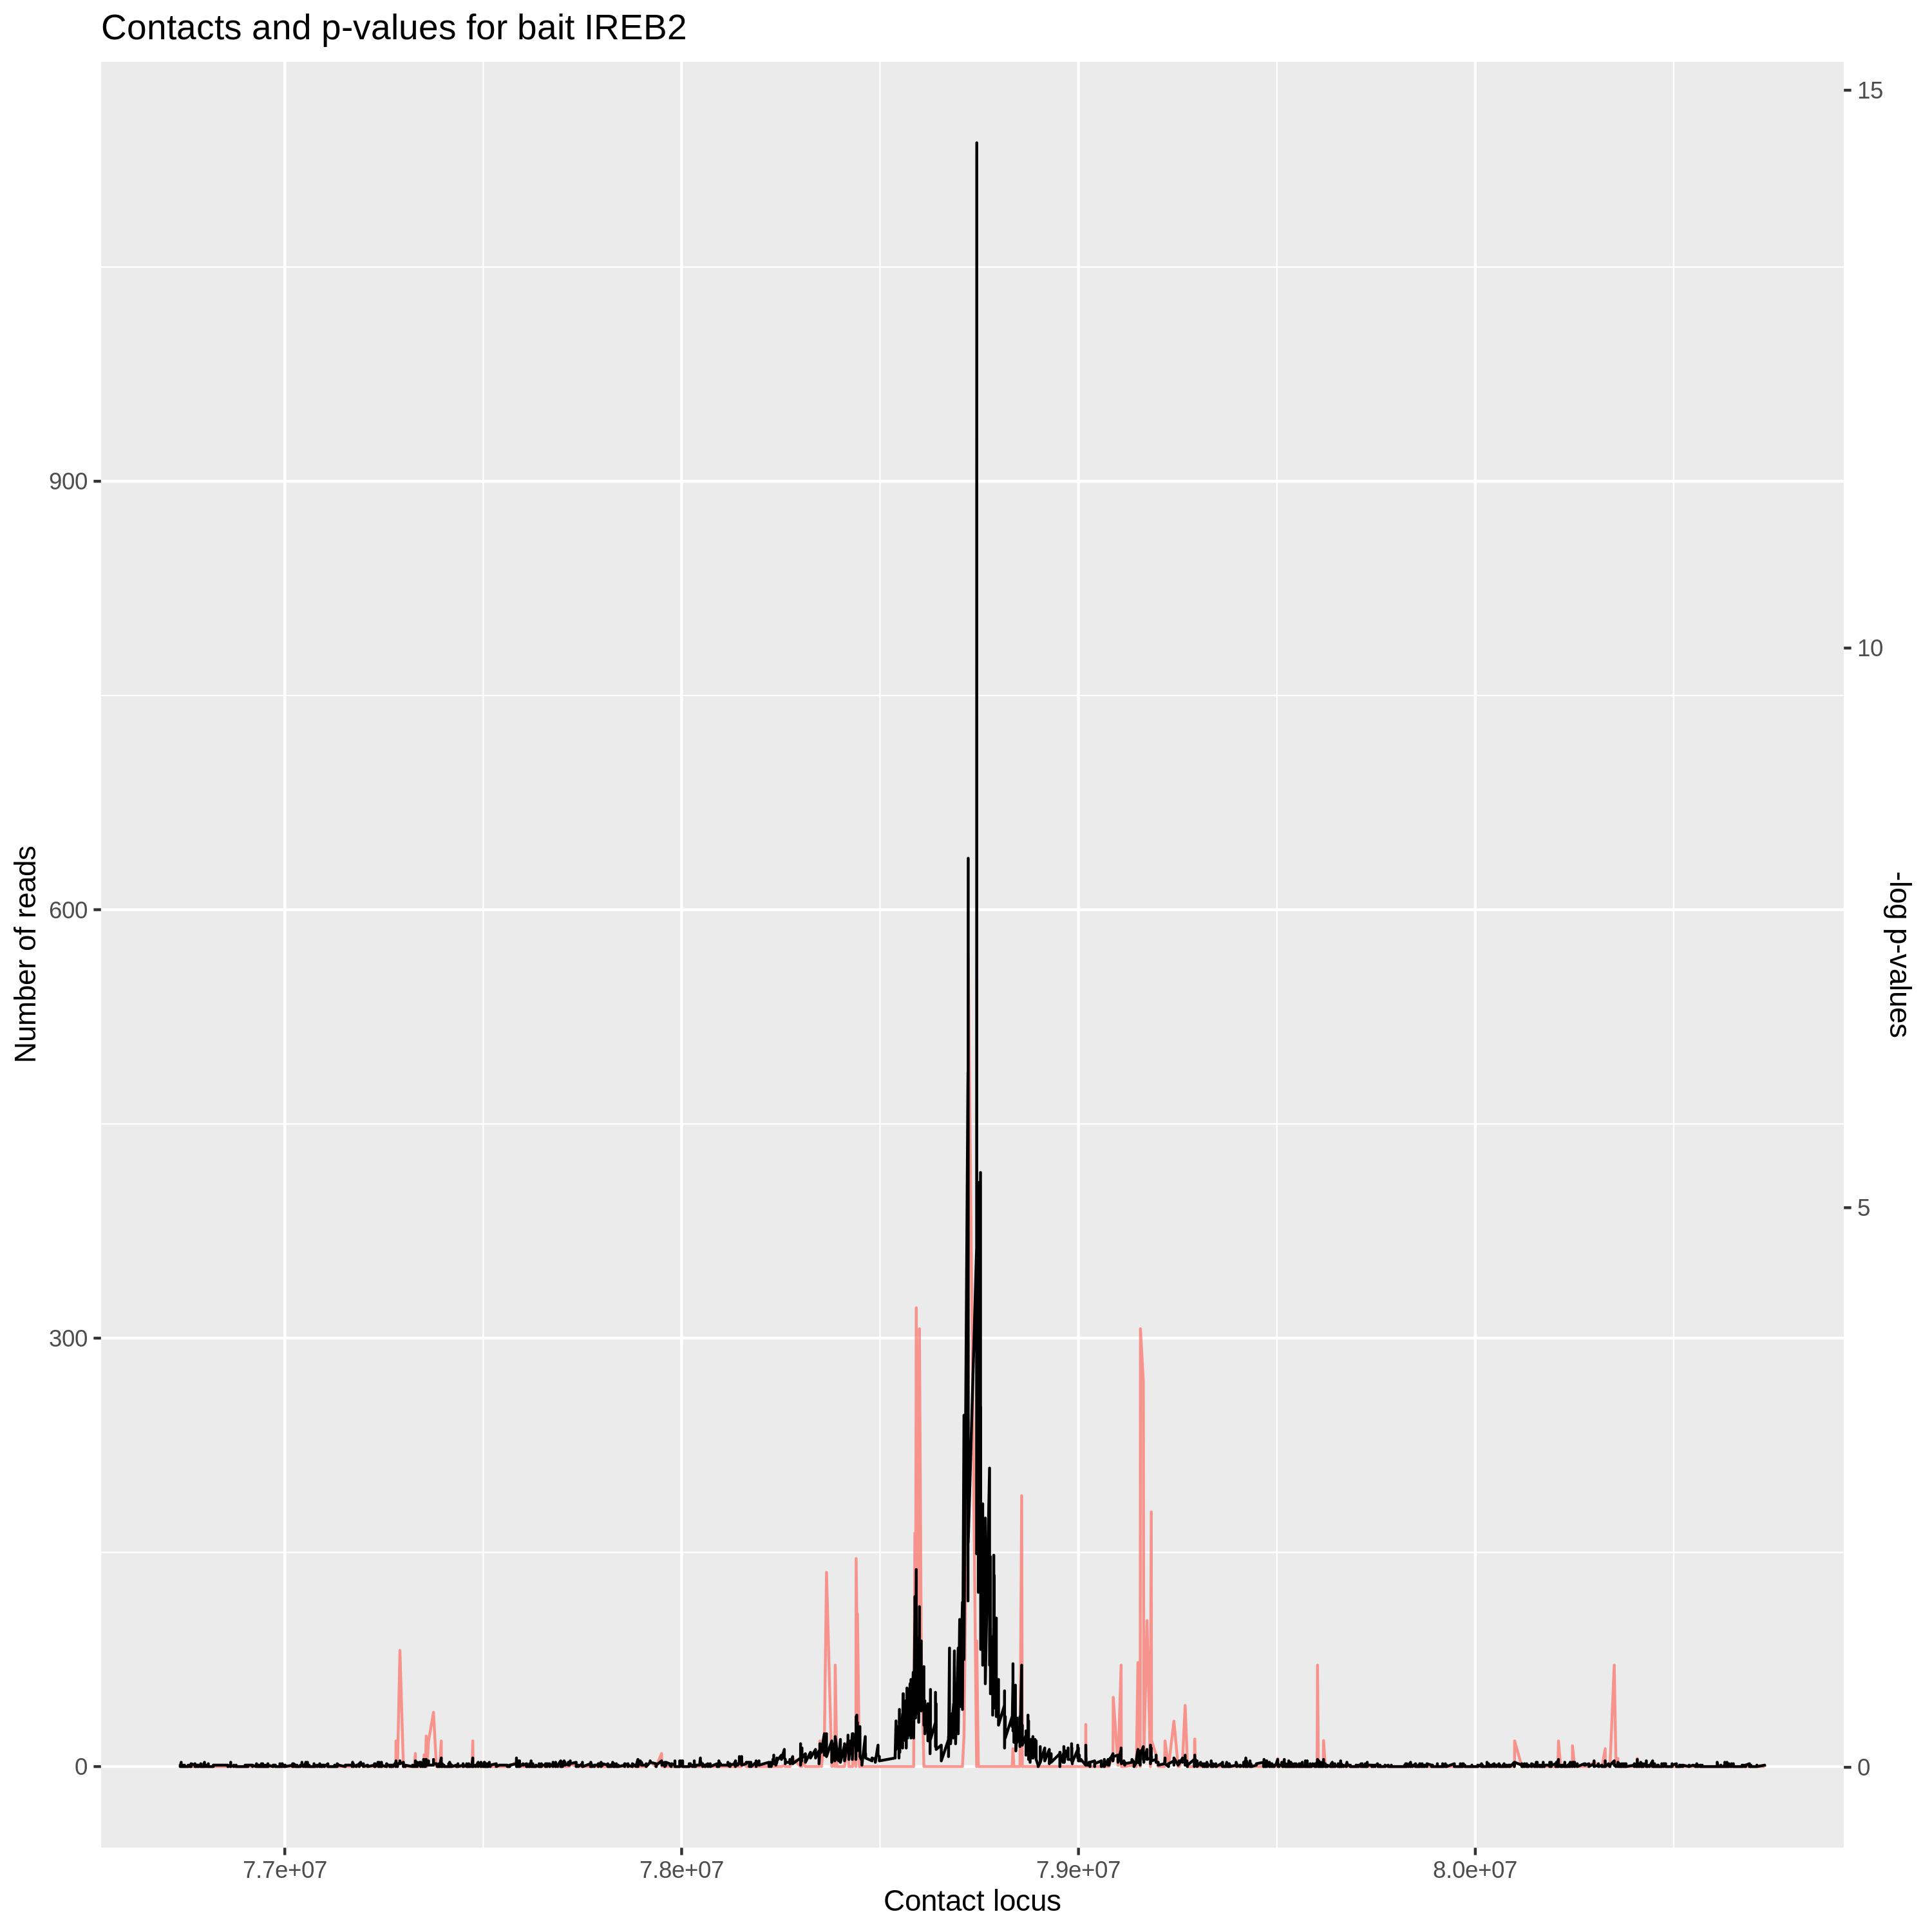 Contacts and p-values for bait IREB2
15
900
10
600
Number of reads
-log p-values
5
300
0
0
7.7e+07
7.8e+07
7.9e+07
8.0e+07
Contact locus